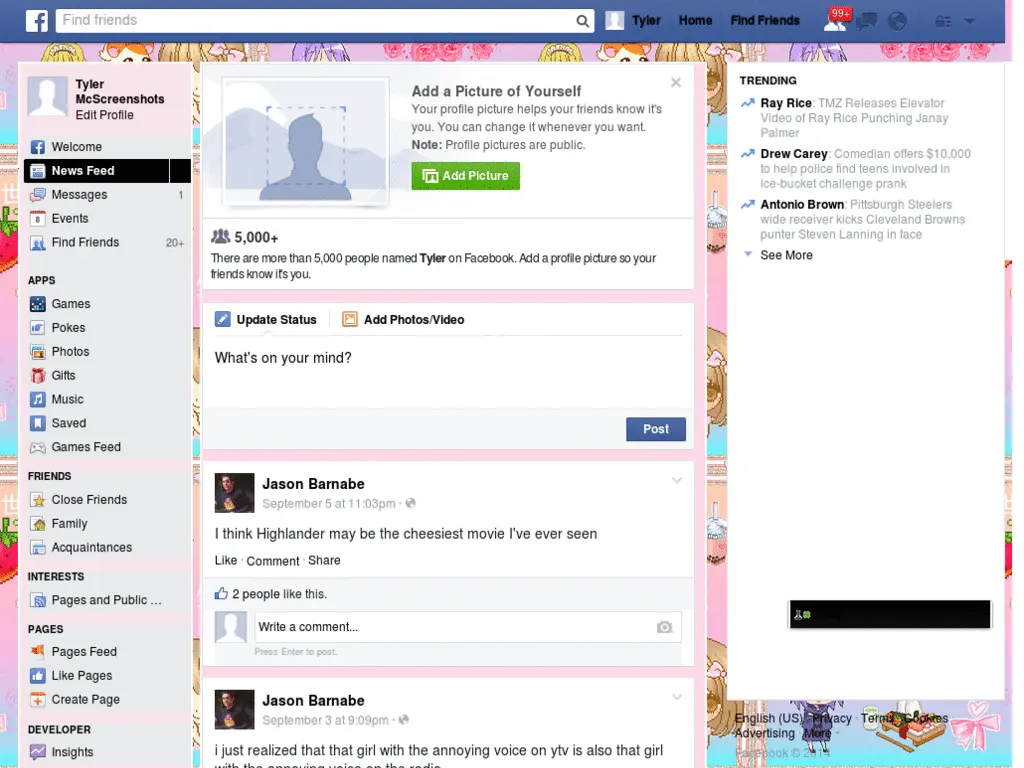 Find friends
Tyler
Home
Find Friends
99+
Tyler
McScreenshots
Edit Profile
Welcome
News Feed
Messages 1
Events
Find Friends 20+
APPS
Games
Pokes
Photos
Gifts
Music
Saved
Games Feed
FRIENDS
Close Friends
Family
Acquaintances
INTERESTS
Pages and Public ...
PAGES
Pages Feed
Like Pages
Create Page
DEVELOPER
Insights
Add a Picture of Yourself
Your profile picture helps your friends know it's
you. You can change it whenever you want.
Note: Profile pictures are public.
Add Picture
5,000+
There are more than 5,000 people named Tyler on Facebook. Add a profile picture so your
friends know it's you.
Update Status
Add Photos/Video
What's on your mind?
Post
Jason Barnabe
September 5 at 11:03pm ·
I think Highlander may be the cheesiest movie I've ever seen
Like · Comment · Share
2 people like this.
Write a comment...
Press Enter to post.
Jason Barnabe
September 3 at 9:09pm ·
i just realized that that girl with the annoying voice on ytv is also that girl
with the annoying voice on the radio
TRENDING
Ray Rice: TMZ Releases Elevator
Video of Ray Rice Punching Janay
Palmer
Drew Carey: Comedian offers $10,000
to help police find teens involved in
ice-bucket challenge prank
Antonio Brown: Pittsburgh Steelers
wide receiver kicks Cleveland Browns
punter Steven Lanning in face
See More
English (US) · Privacy · Terms · Cookies ·
Advertising · More ·
Facebook © 2014